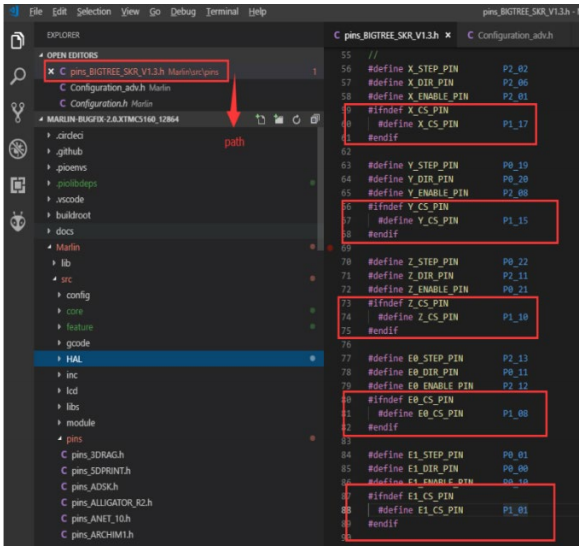 File Edit Selection View Go Debug Terminal Help
pins_BIGTREE_SKR_V1.3.h -
EXPLORER
OPEN EDITORS
C pins_BIGTREE_SKR_V1.3.h Marlin\src\pins 1
C Configuration_adv.h Marlin
C Configuration.h Marlin
MARLIN-BUGFIX-2.0.XTMC5160_12864
path
.circleci
.github
.pioenvs
.piolibdeps
.vscode
buildroot
docs
Marlin
lib
src
config
core
feature
gcode
HAL
inc
lcd
libs
module
pins
C pins_3DRAG.h
C pins_5DPRINT.h
C pins_ADSK.h
C pins_ALLIGATOR_R2.h
C pins_ANET_10.h
C pins_ARCHIM1.h
C pins_BIGTREE_SKR_V1.3.h × C Configuration_adv.h
55 //
56 #define X_STEP_PIN P2_02
57 #define X_DIR_PIN P2_06
58 #define X_ENABLE_PIN P2_01
59 #ifndef X_CS_PIN
60 #define X_CS_PIN P1_17
61 #endif
62
63 #define Y_STEP_PIN P0_19
64 #define Y_DIR_PIN P0_20
65 #define Y_ENABLE_PIN P2_08
66 #ifndef Y_CS_PIN
67 #define Y_CS_PIN P1_15
68 #endif
69
70 #define Z_STEP_PIN P0_22
71 #define Z_DIR_PIN P2_11
72 #define Z_ENABLE_PIN P0_21
73 #ifndef Z_CS_PIN
74 #define Z_CS_PIN P1_10
75 #endif
76
77 #define E0_STEP_PIN P2_13
78 #define E0_DIR_PIN P0_11
79 #define E0_ENABLE_PIN P2_12
80 #ifndef E0_CS_PIN
81 #define E0_CS_PIN P1_08
82 #endif
83
84 #define E1_STEP_PIN P0_01
85 #define E1_DIR_PIN P0_00
86 #define E1_ENABLE_PIN P0_10
87 #ifndef E1_CS_PIN
88 #define E1_CS_PIN P1_01
89 #endif
90